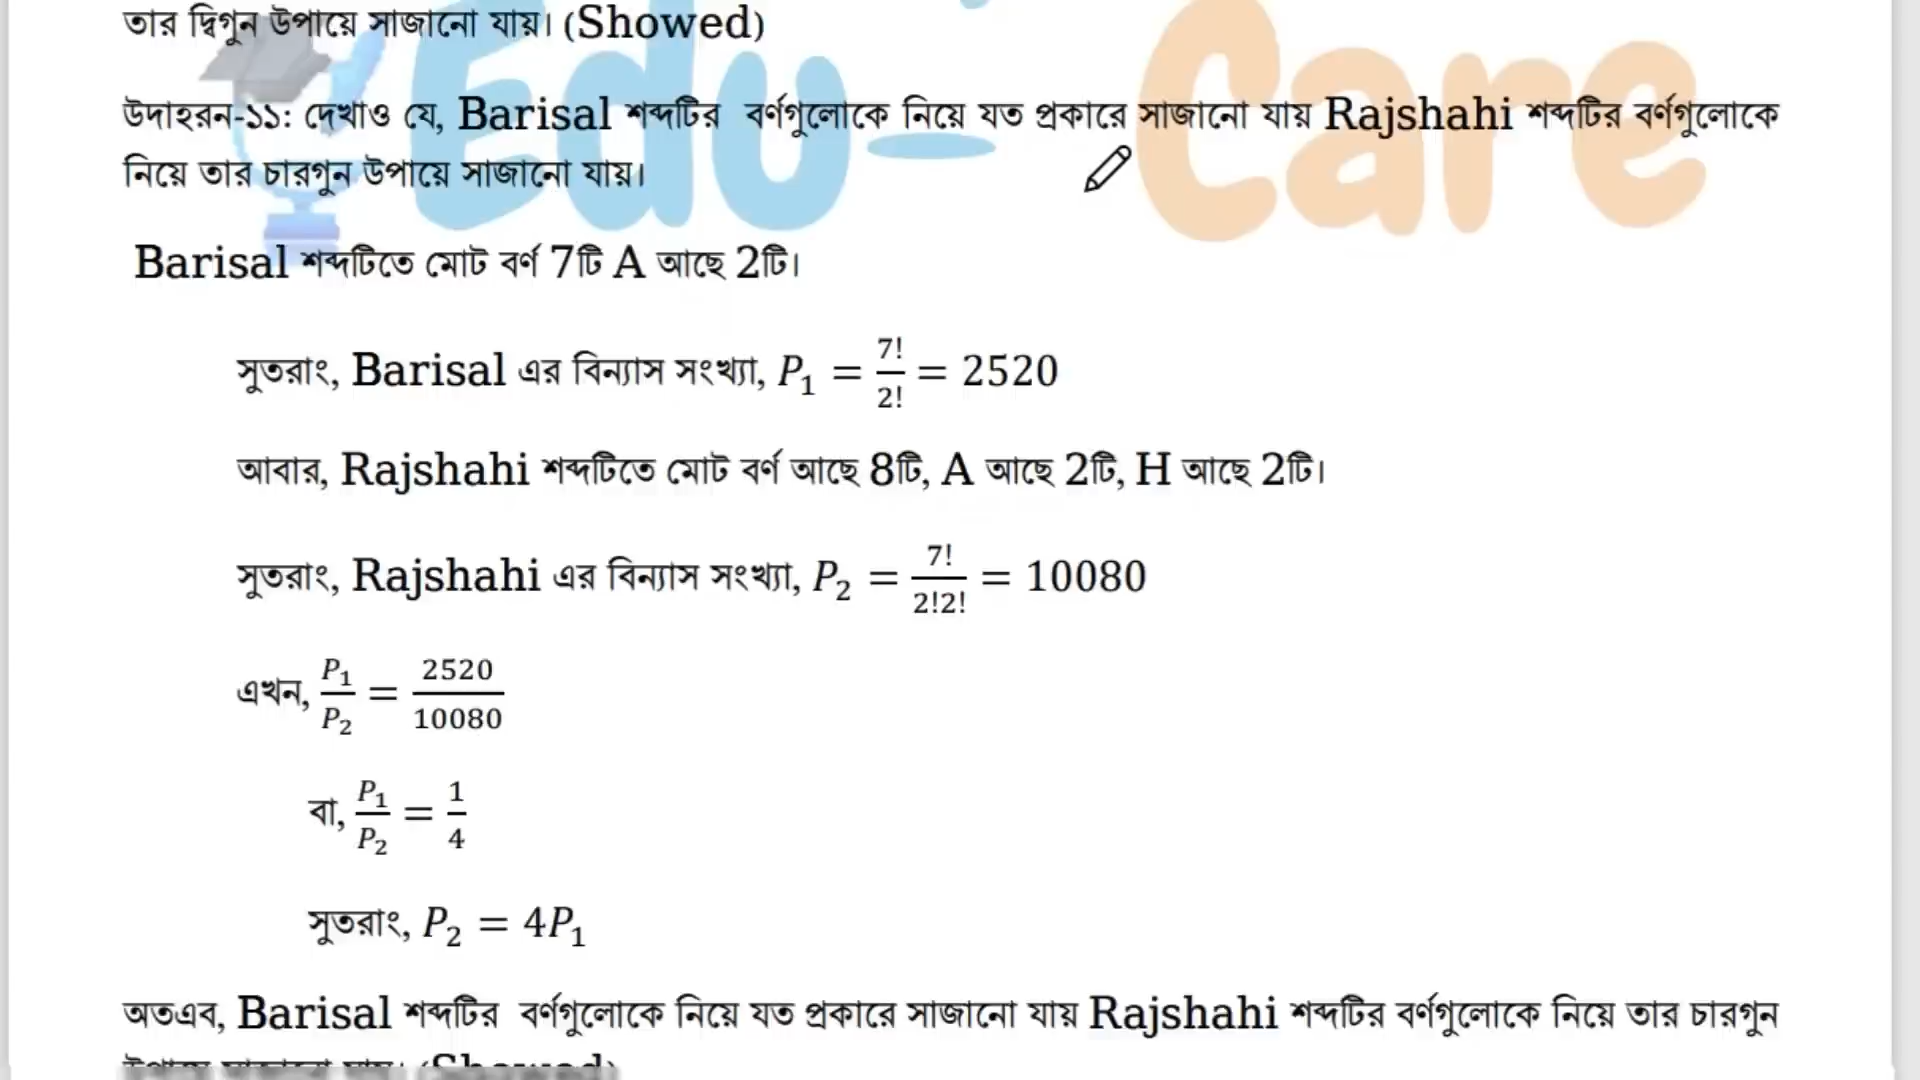 তার দ্বিগুন উপায়ে সাজানো যায়। (Showed)
Edu-Care
উদাহরন-১১: দেখাও যে, Barisal শব্দটির বর্ণগুলোকে নিয়ে যত প্রকারে সাজানো যায় Rajshahi শব্দটির বর্ণগুলোকে
নিয়ে তার চারগুন উপায়ে সাজানো যায়।
Barisal শব্দটিতে মোট বর্ণ 7টি A আছে 2টি।
সুতরাং, Barisal এর বিন্যাস সংখ্যা, P₁ = 7!/2! = 2520
আবার, Rajshahi শব্দটিতে মোট বর্ণ আছে 8টি, A আছে 2টি, H আছে 2টি।
সুতরাং, Rajshahi এর বিন্যাস সংখ্যা, P₂ = 7!/2!2! = 10080
এখন, P₁/P₂ = 2520/10080
বা, P₁/P₂ = 1/4
সুতরাং, P₂ = 4P₁
অতএব, Barisal শব্দটির বর্ণগুলোকে নিয়ে যত প্রকারে সাজানো যায় Rajshahi শব্দটির বর্ণগুলোকে নিয়ে তার চারগুন
উপায়ে সাজানো যায়। (Showed)